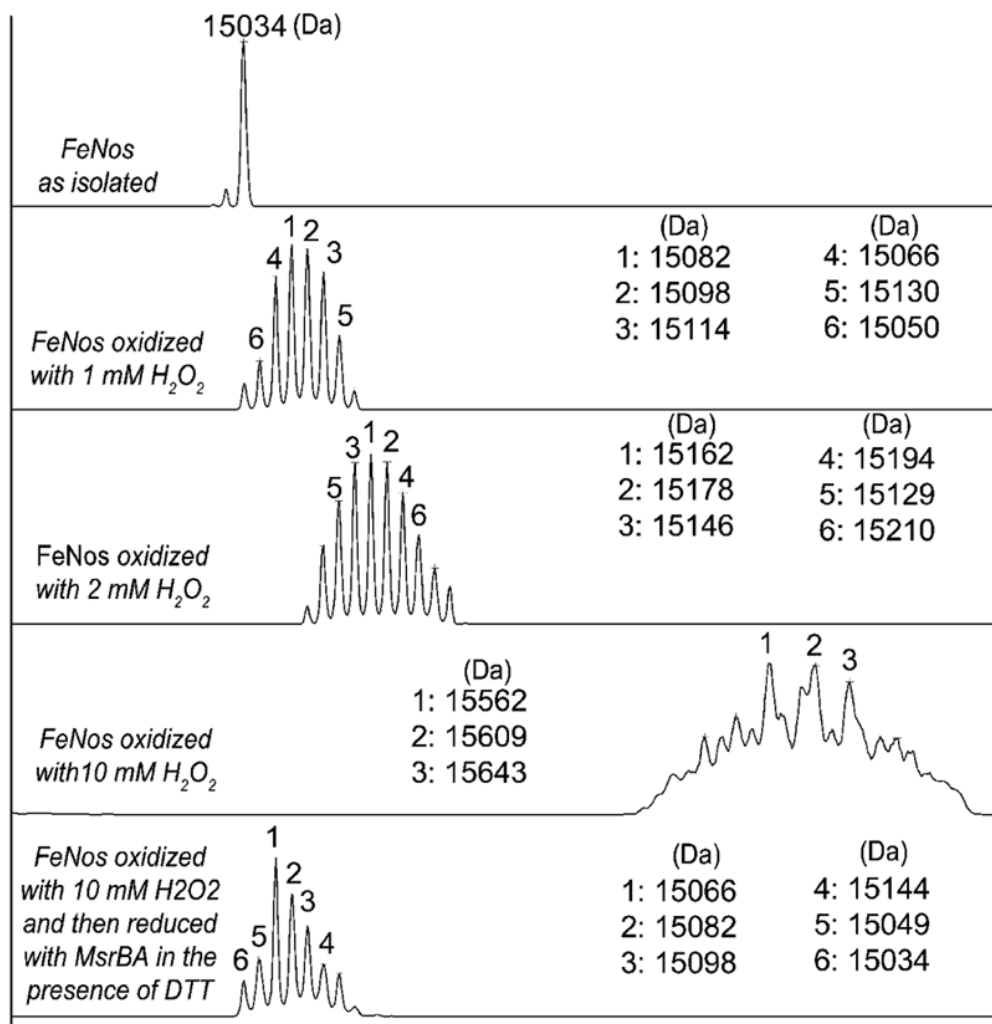 15034 (Da)
FeNos
as isolated
1 2
4 3
6 5
(Da) (Da)
1: 15082 4: 15066
2: 15098 5: 15130
3: 15114 6: 15050
FeNos oxidized
with 1 mM H₂O₂
3 1 2
5 4
6
(Da) (Da)
1: 15162 4: 15194
2: 15178 5: 15129
3: 15146 6: 15210
FeNos oxidized
with 2 mM H₂O₂
1 2 3
(Da)
1: 15562
2: 15609
3: 15643
FeNos oxidized
with10 mM H₂O₂
1
2
5 3
6 4
(Da) (Da)
1: 15066 4: 15144
2: 15082 5: 15049
3: 15098 6: 15034
FeNos oxidized
with 10 mM H2O2
and then reduced
with MsrBA in the
presence of DTT